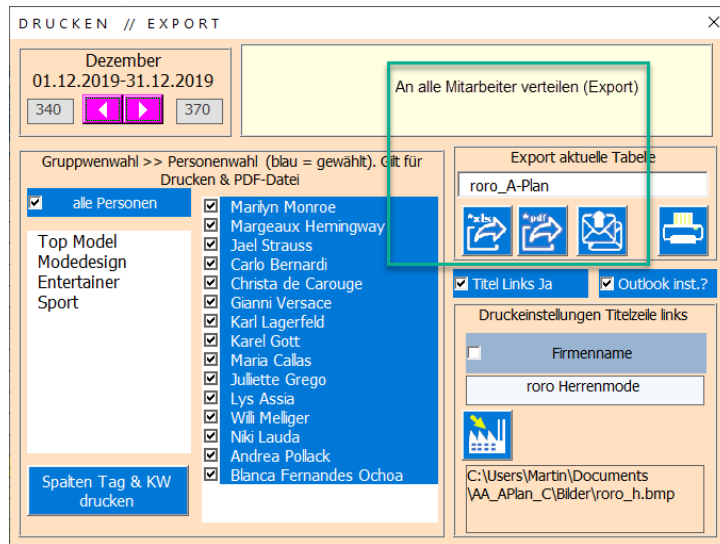 DRUCKEN // EXPORT
Dezember
01.12.2019-31.12.2019
340
370
An alle Mitarbeiter verteilen (Export)
Gruppwenwahl >> Personenwahl (blau = gewählt). Gilt für
Drucken & PDF-Datei
alle Personen
Top Model
Modedesign
Entertainer
Sport
Marilyn Monroe
Margeaux Hemingway
Jael Strauss
Carlo Bernardi
Christa de Carouge
Gianni Versace
Karl Lagerfeld
Karel Gott
Maria Callas
Julliette Grego
Lys Assia
Willi Melliger
Niki Lauda
Andrea Pollack
Blanca Fernandes Ochoa
Spalten Tag & KW
drucken
Export aktuelle Tabelle
roro_A-Plan
*xlsx
*pdf
Titel Links Ja
Outlook inst.?
Druckeinstellungen Titelzeile links
Firmenname
roro Herrenmode
C:\Users\Martin\Documents
\AA_APlan_C\Bilder\roro_h.bmp